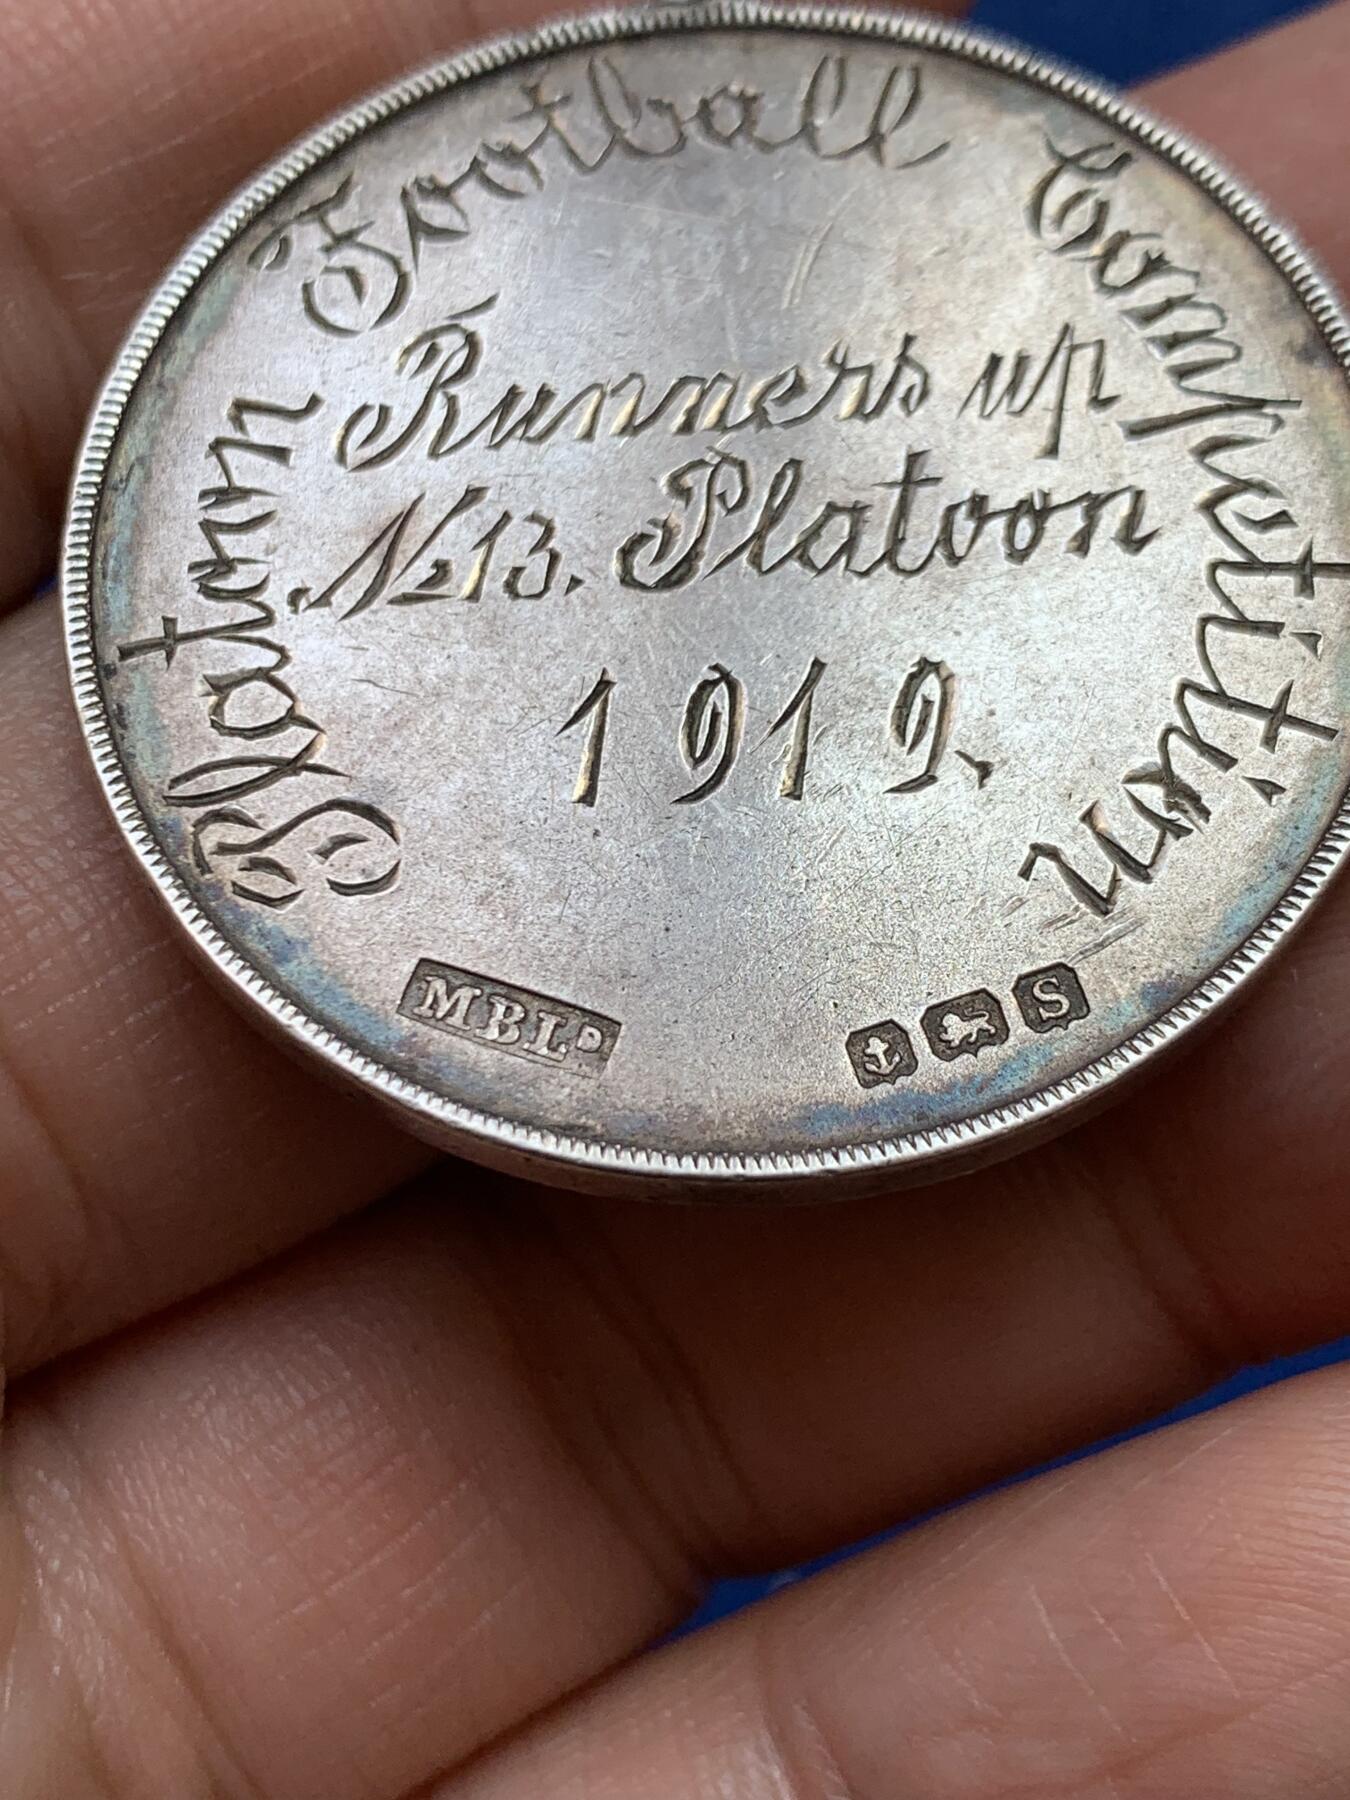 Platoon Football Competition
Runners up
No 13. Platoon
1919.
MBLD
S